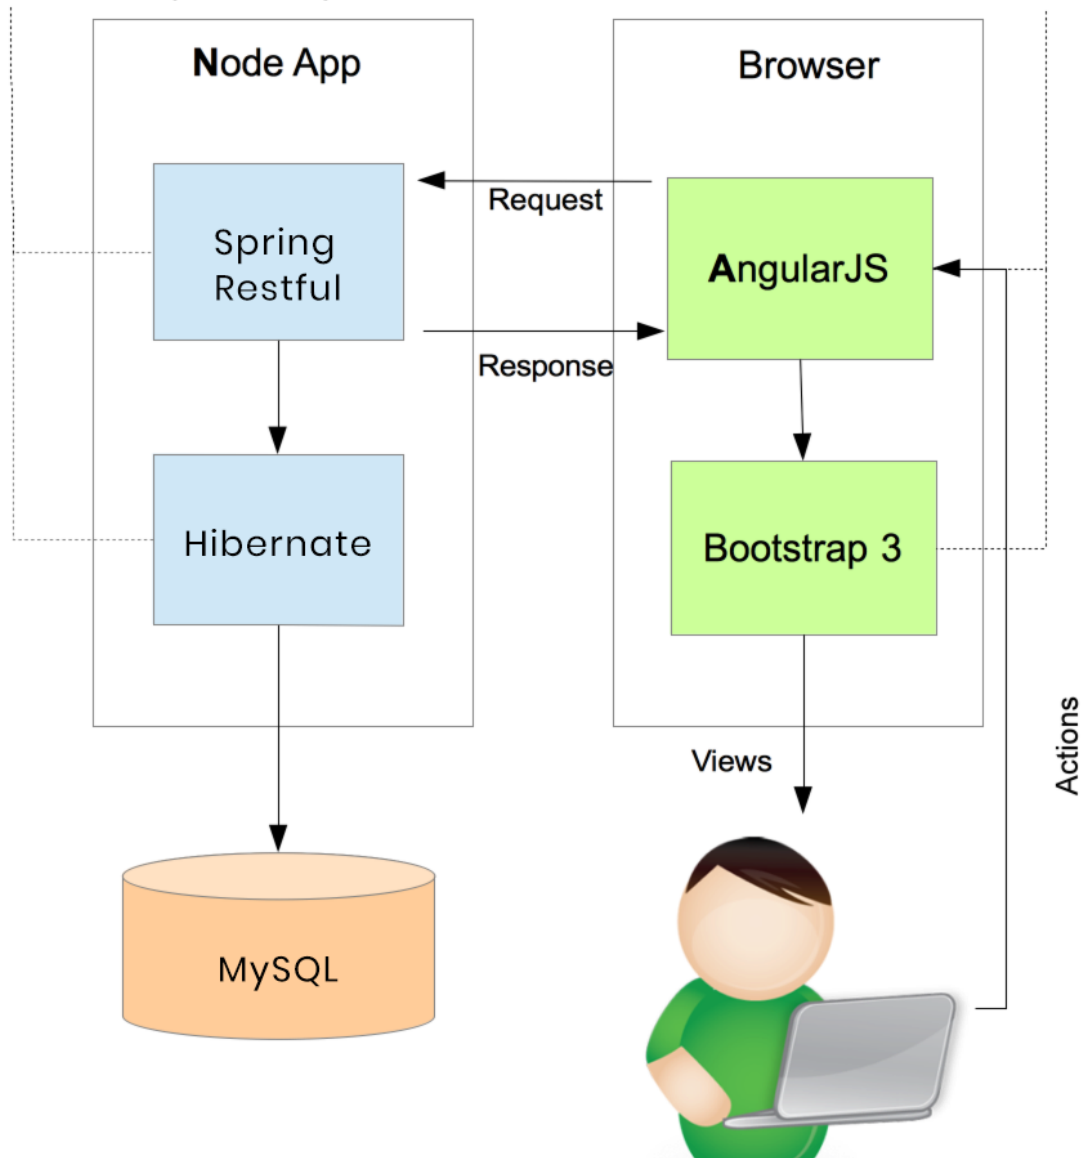 Node App
Browser
Request
Spring
Restful
AngularJS
Response
Hibernate
Bootstrap 3
Views
Actions
MySQL